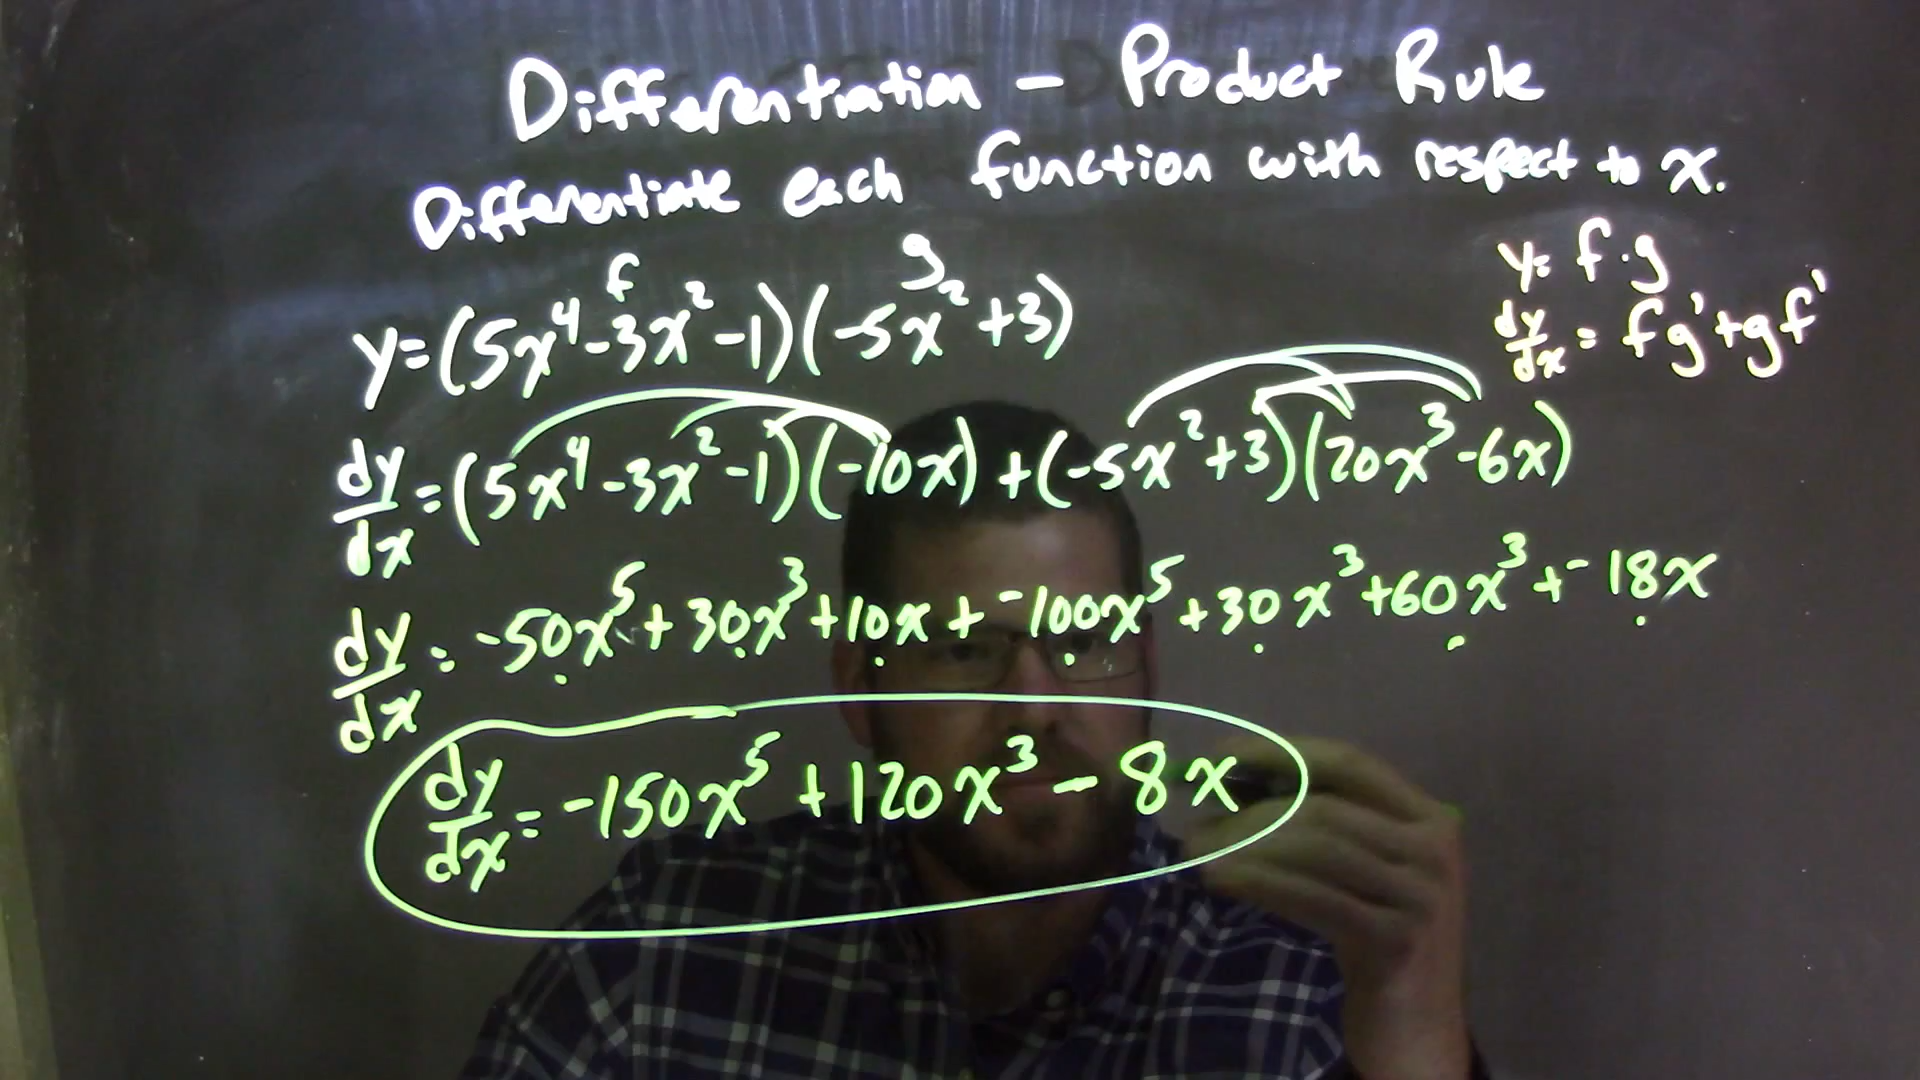 Differentiation - Product Rule
Differentiate each function with respect to x.
f g
y=(5x⁴-3x²-1)(-5x²+3)
y= f·g
dy/dx = fg'+gf'
dy/dx=(5x⁴-3x²-1)(-10x)+(-5x²+3)(20x³-6x)
dy/dx= -50x⁵+30x³+10x+⁻100x⁵+30x³+60x³+⁻18x
dy/dx= -150x⁵+120x³-8x